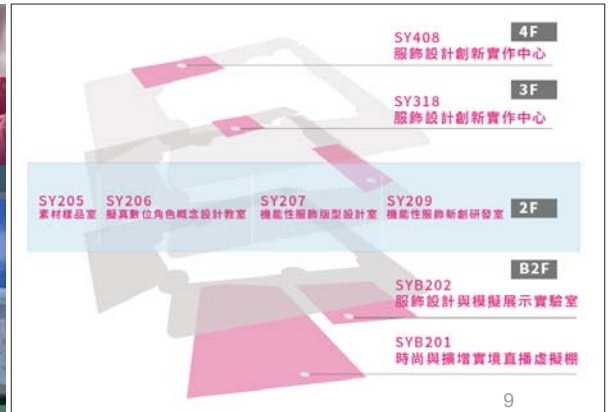 4F
SY408
服飾設計創新實作中心
3F
SY318
服飾設計創新實作中心
SY205
素材樣品室
SY206
擬真數位角色概念設計教室
SY207
機能性服飾版型設計室
SY209
機能性服飾新創研發室
2F
B2F
SYB202
服飾設計與模擬展示實驗室
SYB201
時尚與擴增實境直播虛擬棚
9